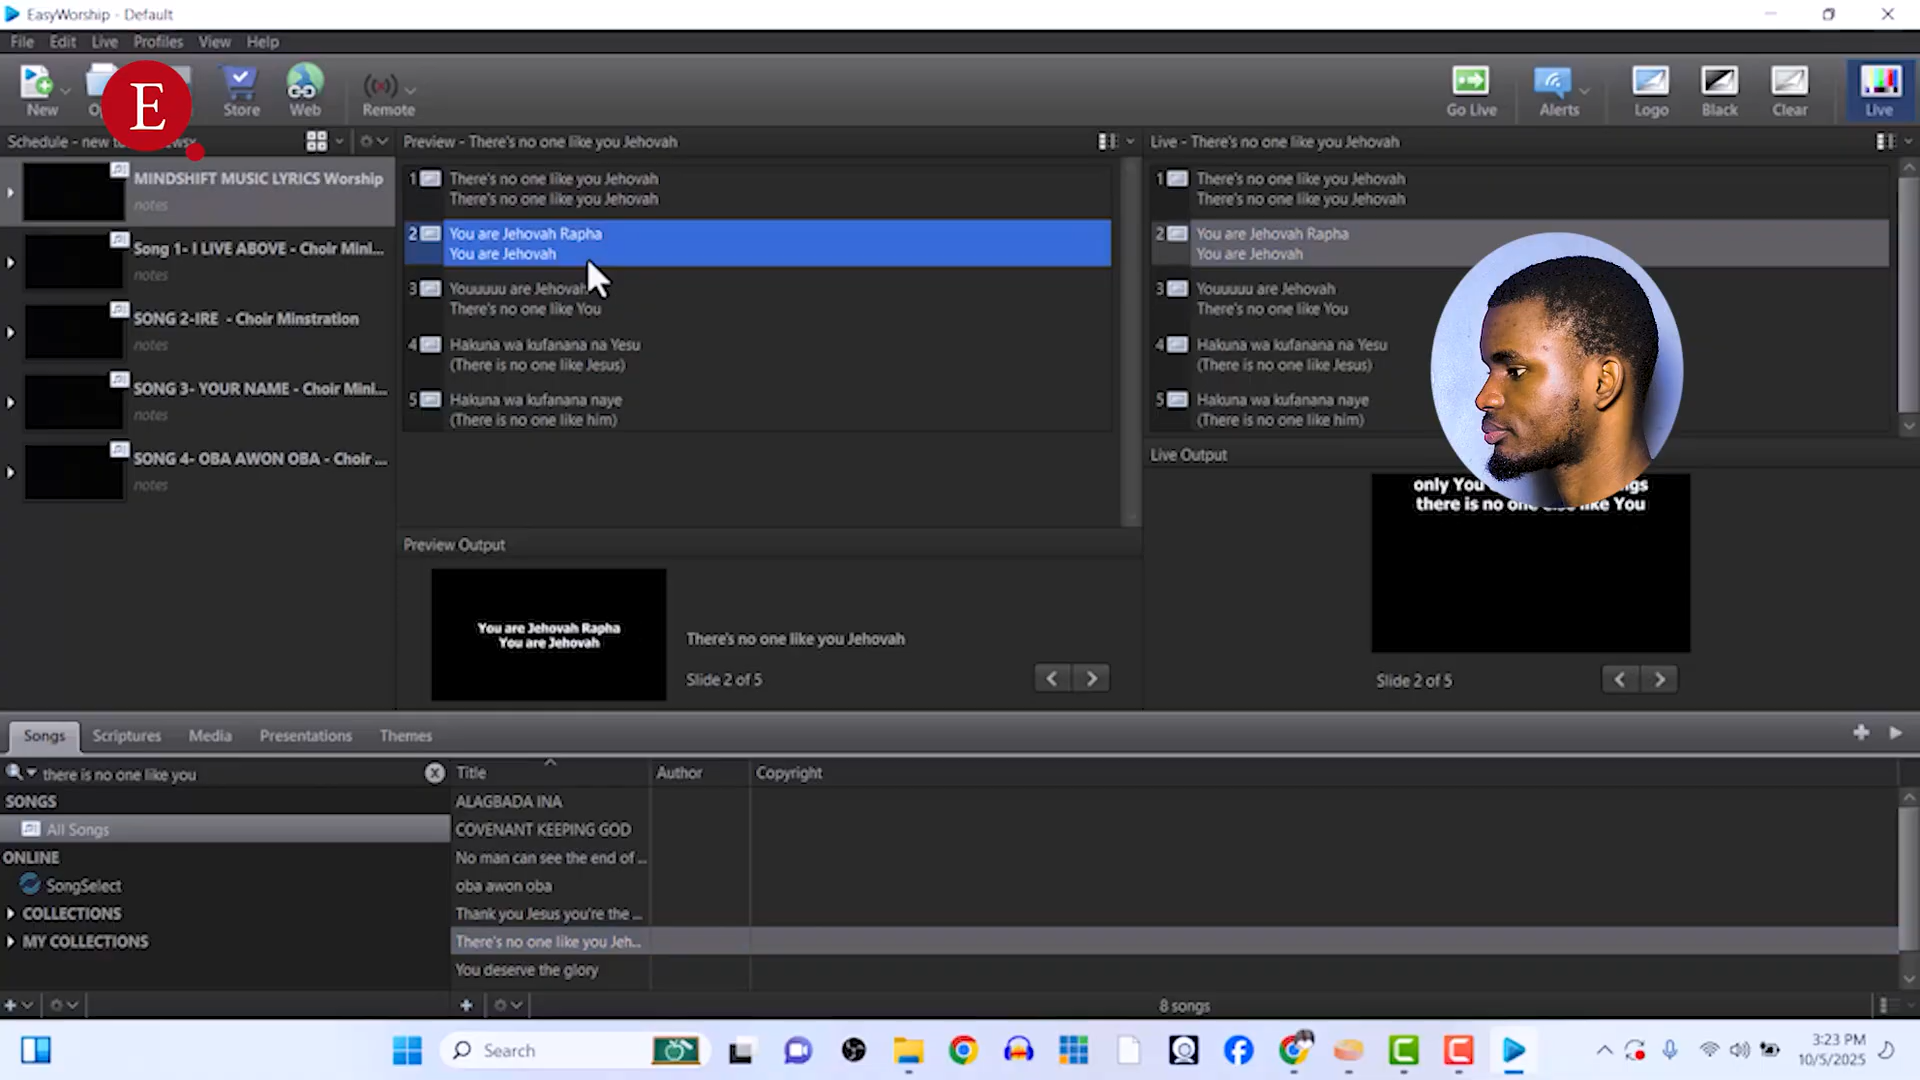 EasyWorship - Default
File Edit Live Profiles View Help
E
New
Store
Web
Remote
Go Live
Alerts
Logo
Black
Clear
Live
Schedule - new
MINDSHIFT MUSIC LYRICS Worship
notes
Song 1- I LIVE ABOVE - Choir Mini...
notes
SONG 2-IRE - Choir Minstration
notes
SONG 3- YOUR NAME - Choir Mini...
notes
SONG 4- OBA AWON OBA - Choir ...
notes
Preview - There's no one like you Jehovah
1 There's no one like you Jehovah
There's no one like you Jehovah
2 You are Jehovah Rapha
You are Jehovah
3 Youuuuu are Jehovah
There's no one like You
4 Hakuna wa kufanana na Yesu
(There is no one like Jesus)
5 Hakuna wa kufanana naye
(There is no one like him)
Preview Output
You are Jehovah Rapha
You are Jehovah
There's no one like you Jehovah
Slide 2 of 5
Live - There's no one like you Jehovah
1 There's no one like you Jehovah
There's no one like you Jehovah
2 You are Jehovah Rapha
You are Jehovah
3 Youuuuu are Jehovah
There's no one like You
4 Hakuna wa kufanana na Yesu
(There is no one like Jesus)
5 Hakuna wa kufanana naye
(There is no one like him)
Live Output
only You
there is no one like You
Slide 2 of 5
Songs Scriptures Media Presentations Themes
there is no one like you
SONGS
All Songs
ONLINE
SongSelect
COLLECTIONS
MY COLLECTIONS
Title Author Copyright
ALAGBADA INA
COVENANT KEEPING GOD
No man can see the end of ...
oba awon oba
Thank you Jesus you're the ...
There's no one like you Jeh...
You deserve the glory
8 songs
Search
3:23 PM
10/5/2025